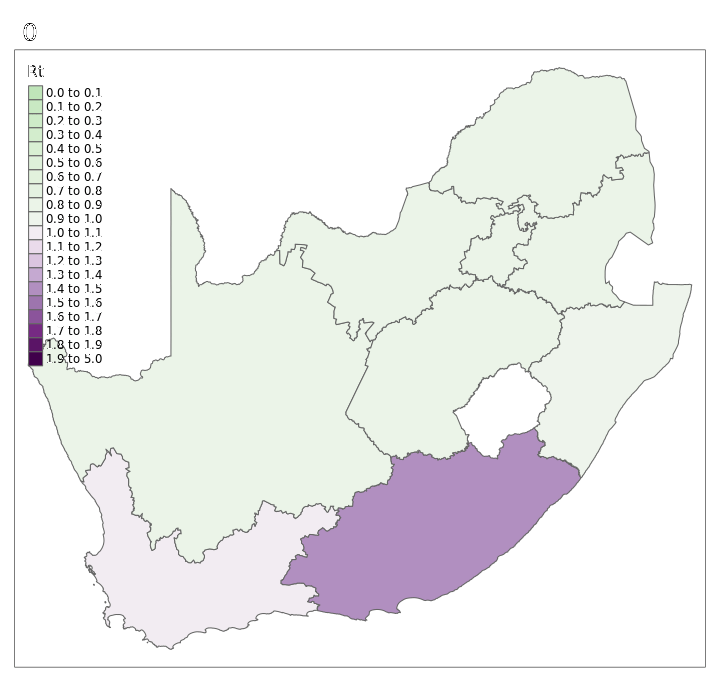 0
Rt
0.0 to 0.1
0.1 to 0.2
0.2 to 0.3
0.3 to 0.4
0.4 to 0.5
0.5 to 0.6
0.6 to 0.7
0.7 to 0.8
0.8 to 0.9
0.9 to 1.0
1.0 to 1.1
1.1 to 1.2
1.2 to 1.3
1.3 to 1.4
1.4 to 1.5
1.5 to 1.6
1.6 to 1.7
1.7 to 1.8
1.8 to 1.9
1.9 to 5.0